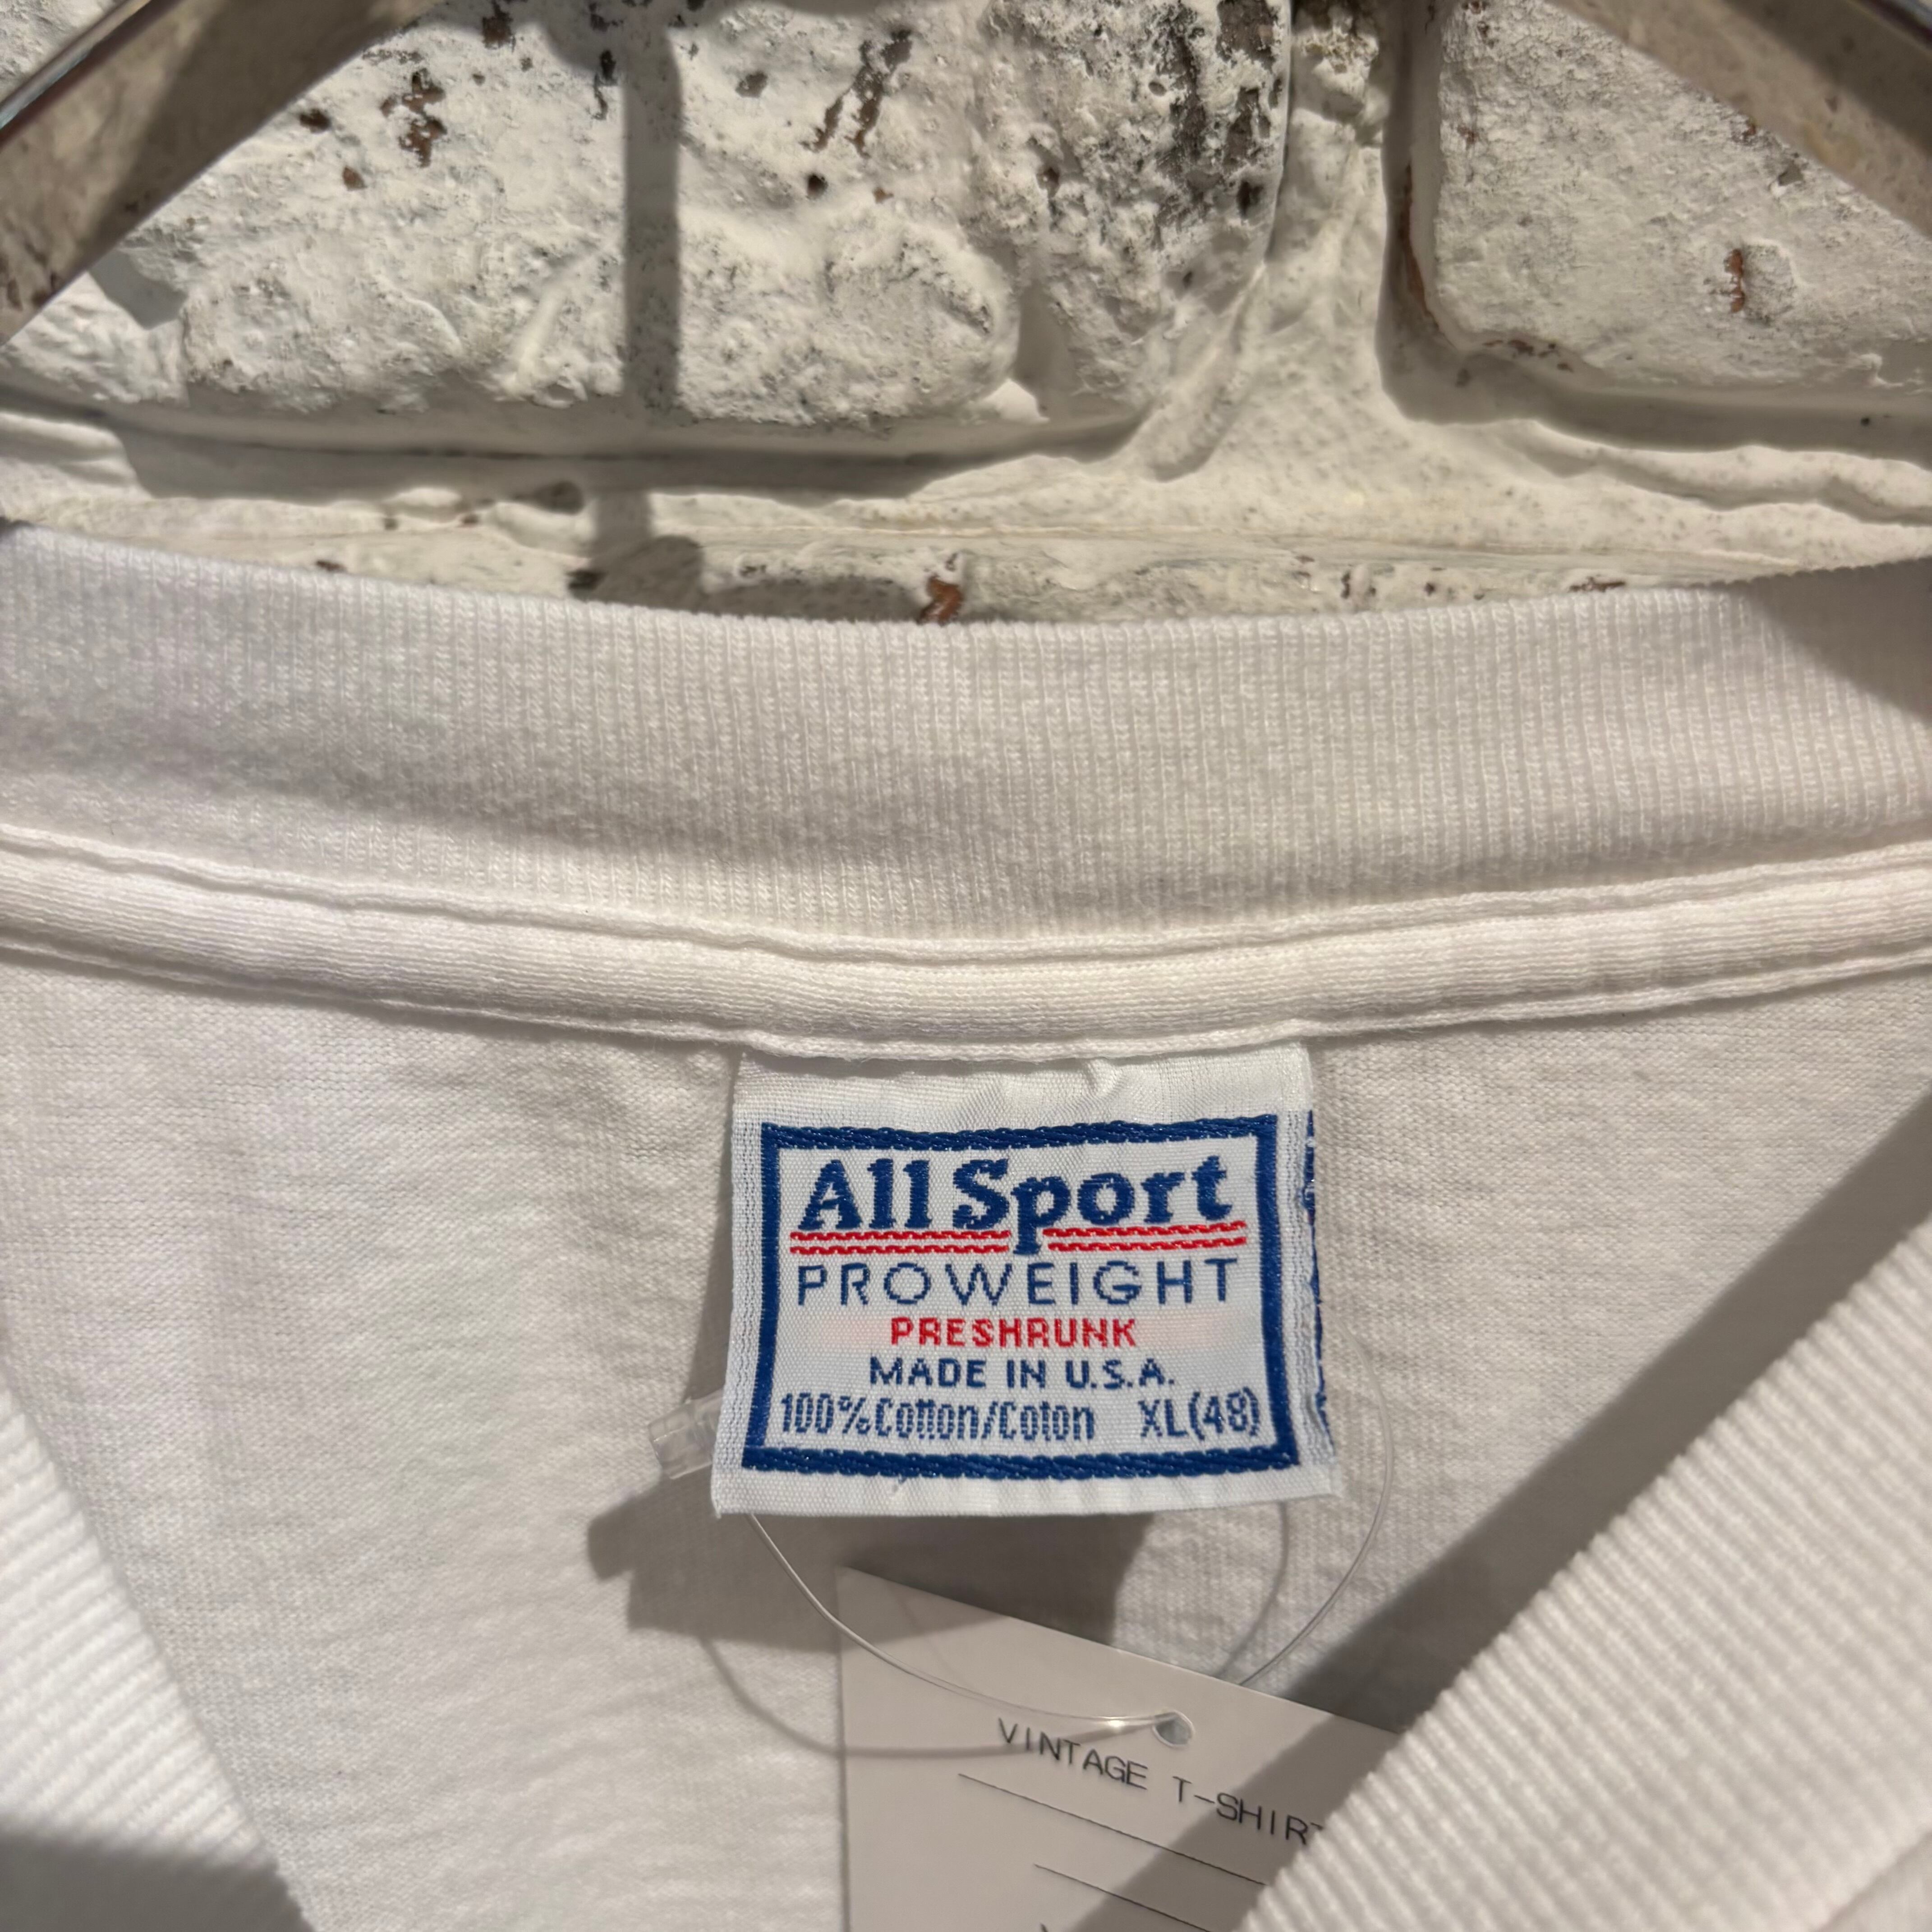 All Sport
PROWEIGHT
PRESHRUNK
MADE IN U.S.A.
100% Cotton/Coton XL(48)
VINTAGE T-SHIRT